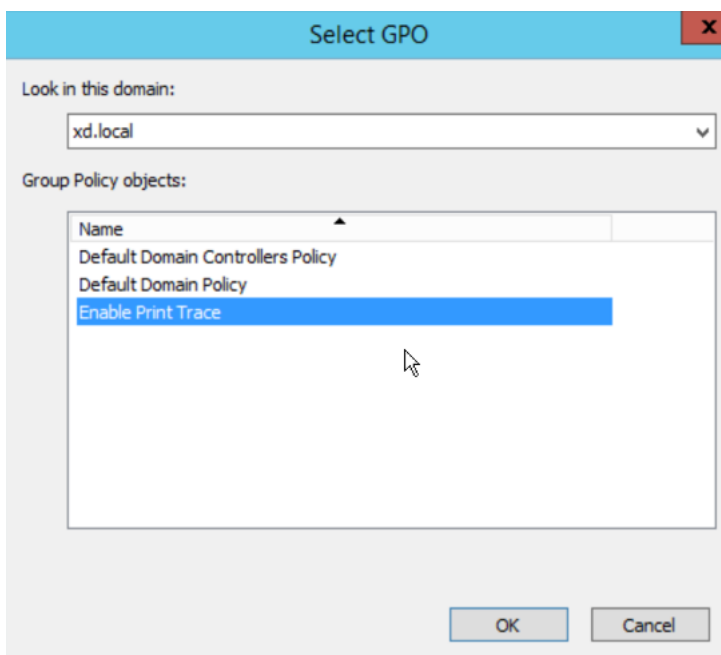 Select GPO
x
Look in this domain:
xd.local
Group Policy objects:
Name
Default Domain Controllers Policy
Default Domain Policy
Enable Print Trace
OK Cancel